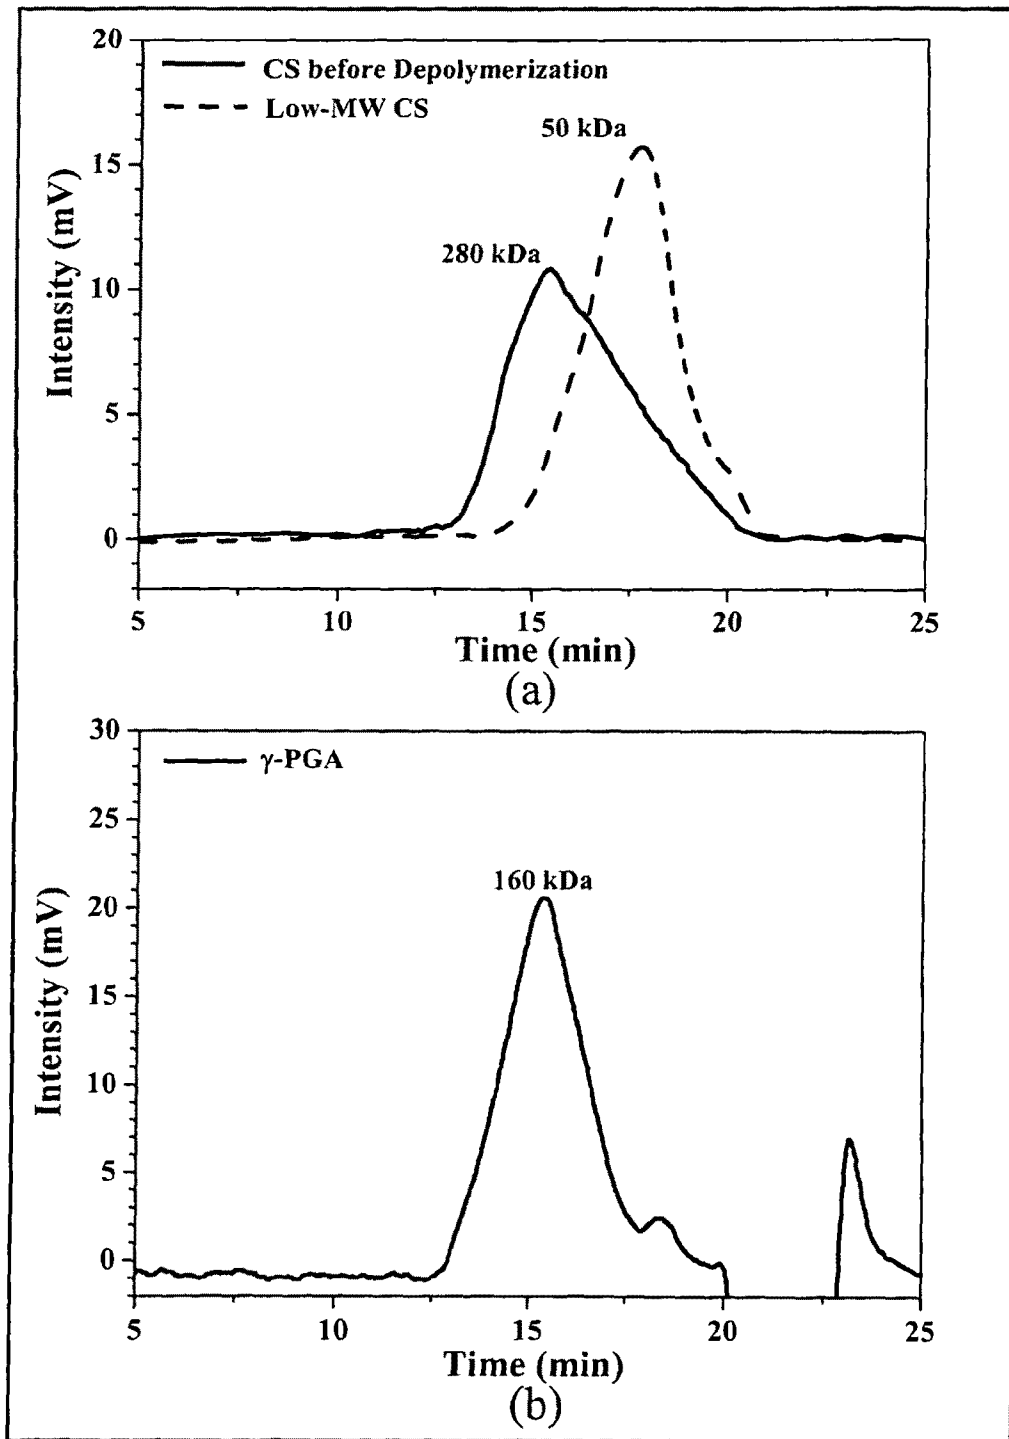 20
15
10
5
0
Intensity (mV)
CS before Depolymerization
Low-MW CS
50 kDa
280 kDa
5 10 15 20 25
Time (min)
(a)
30
25
20
15
10
5
0
Intensity (mV)
γ-PGA
160 kDa
5 10 15 20 25
Time (min)
(b)